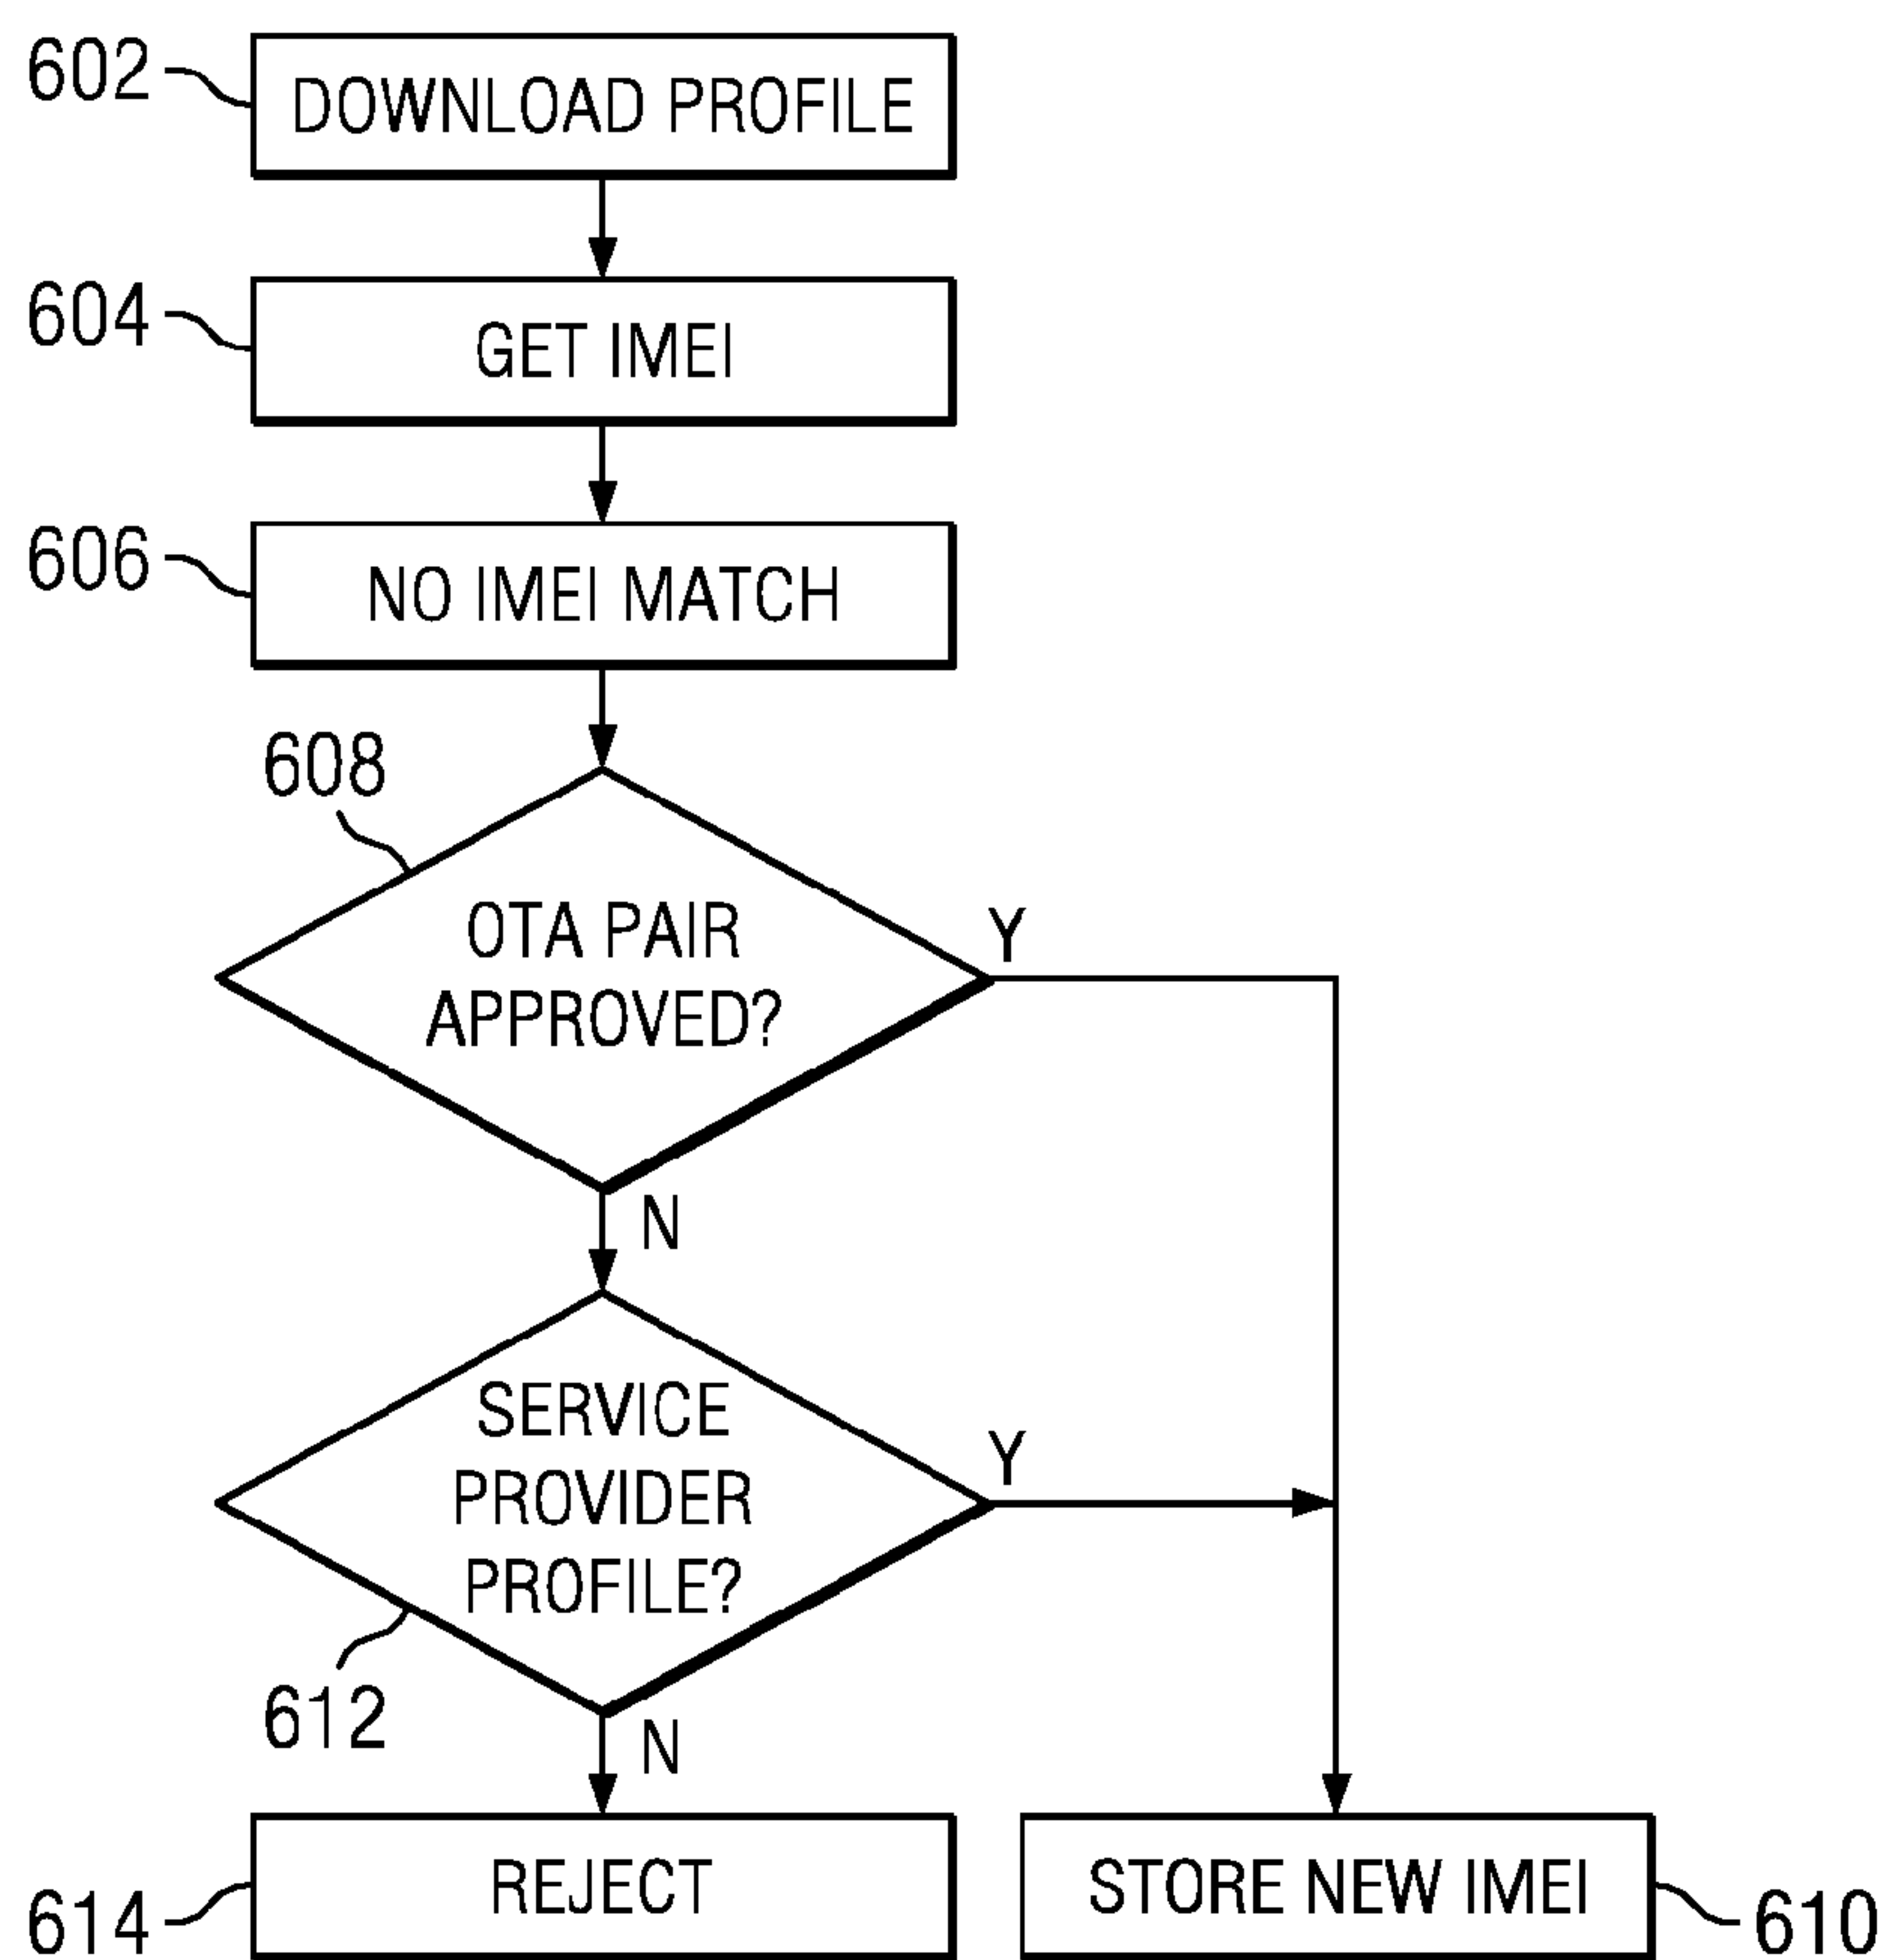 602
DOWNLOAD PROFILE
604
GET IMEI
606
NO IMEI MATCH
608
OTA PAIR
APPROVED?
Y
N
SERVICE
PROVIDER
PROFILE?
Y
612
N
614
REJECT
STORE NEW IMEI
610